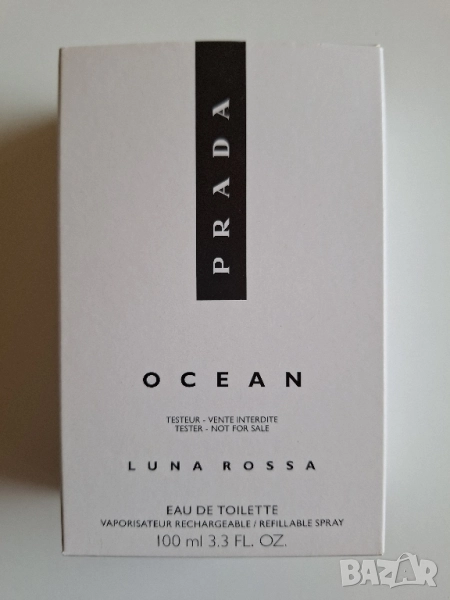 PRADA
OCEAN
TESTEUR - VENTE INTERDITE
TESTER - NOT FOR SALE
LUNA ROSSA
EAU DE TOILETTE
VAPORISATEUR RECHARGEABLE / REFILLABLE SPRAY
100 ml 3.3 FL. OZ.
BAZAR